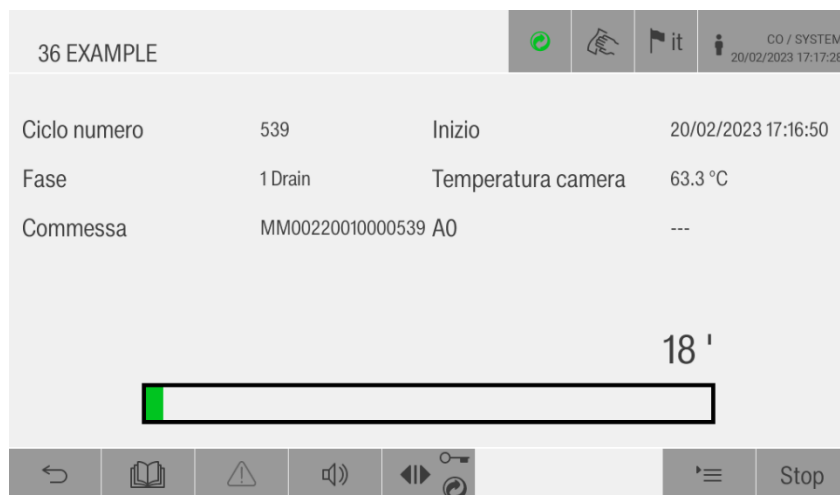 36 EXAMPLE
it
CO / SYSTEM
20/02/2023 17:17:28
Ciclo numero 539 Inizio 20/02/2023 17:16:50
Fase 1 Drain Temperatura camera 63.3 °C
Commessa MM00220010000539 A0 ---
18 '
Stop